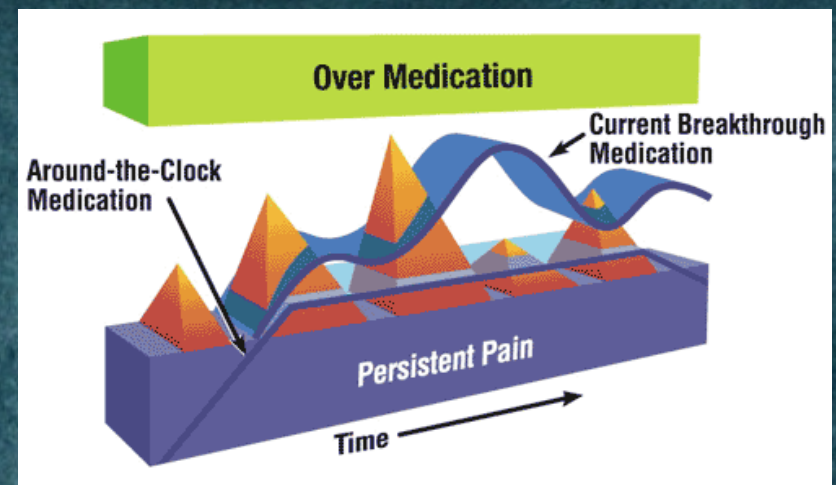 Over Medication
Current Breakthrough
Medication
Around-the-Clock
Medication
Persistent Pain
Time